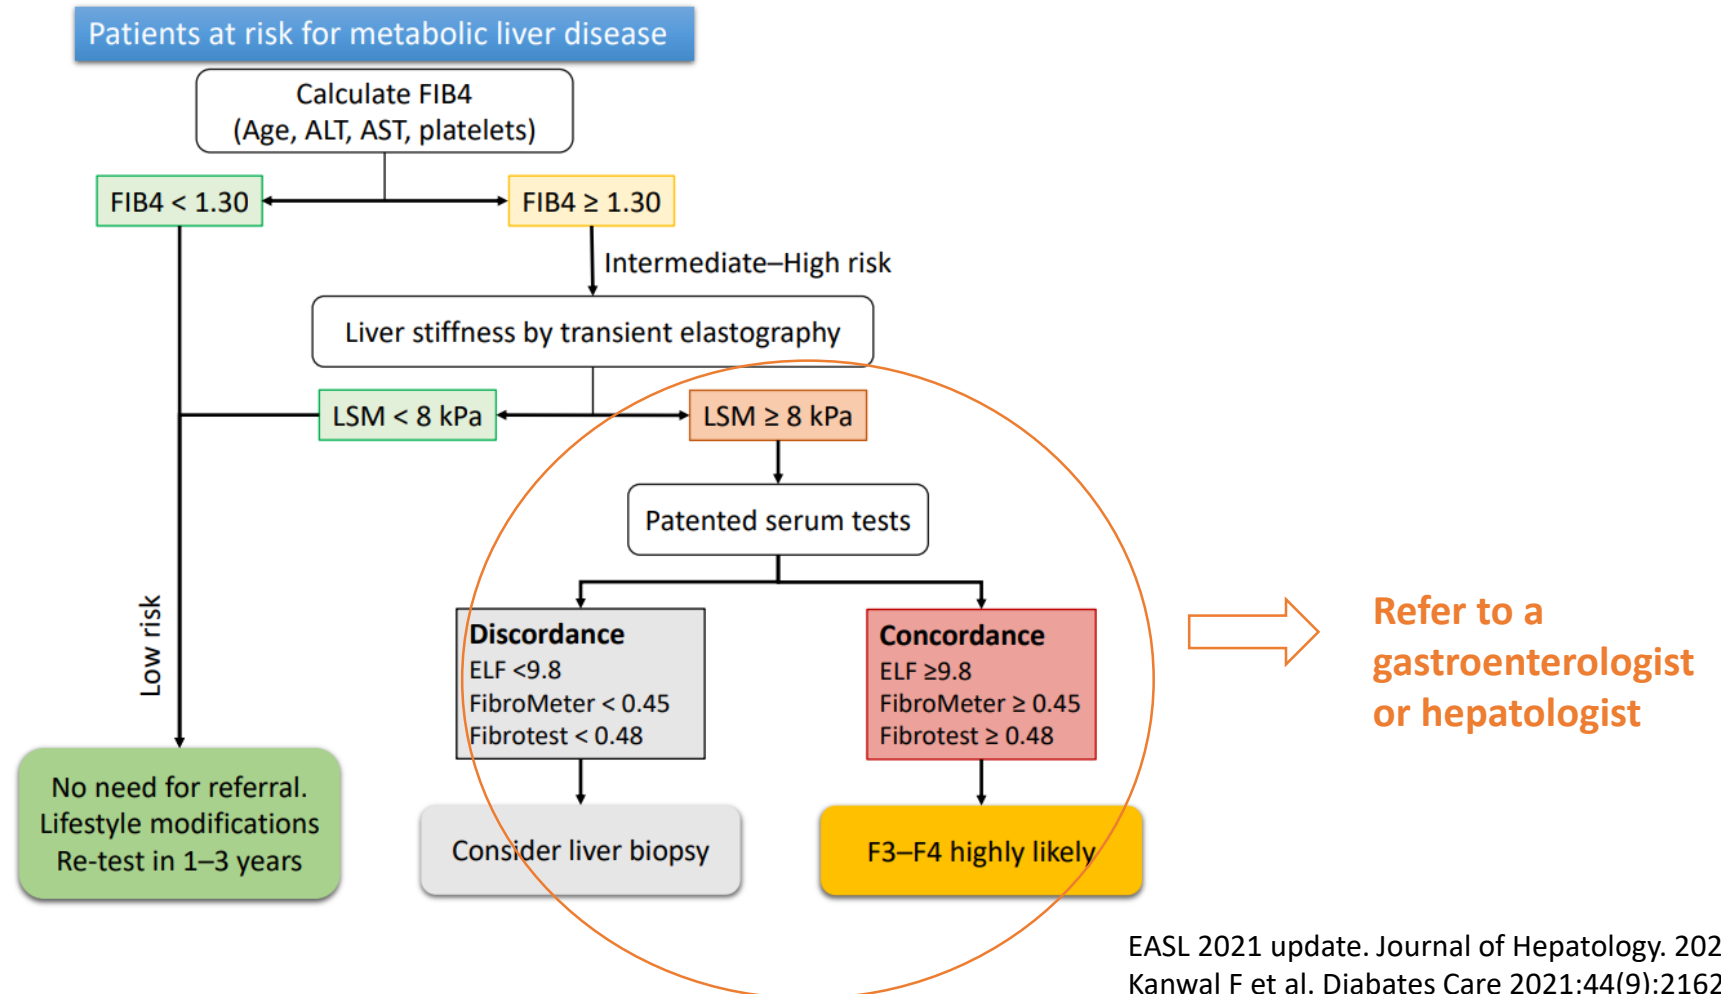 Patients at risk for metabolic liver disease
Calculate FIB4
(Age, ALT, AST, platelets)
FIB4 < 1.30
FIB4 ≥ 1.30
Intermediate–High risk
Liver stiffness by transient elastography
LSM < 8 kPa
LSM ≥ 8 kPa
Patented serum tests
Low risk
Discordance
ELF <9.8
FibroMeter < 0.45
Fibrotest < 0.48
Concordance
ELF ≥9.8
FibroMeter ≥ 0.45
Fibrotest ≥ 0.48
Refer to a
gastroenterologist
or hepatologist
No need for referral.
Lifestyle modifications
Re-test in 1–3 years
Consider liver biopsy
F3–F4 highly likely
EASL 2021 update. Journal of Hepatology. 202
Kanwal F et al. Diabates Care 2021:44(9):2162